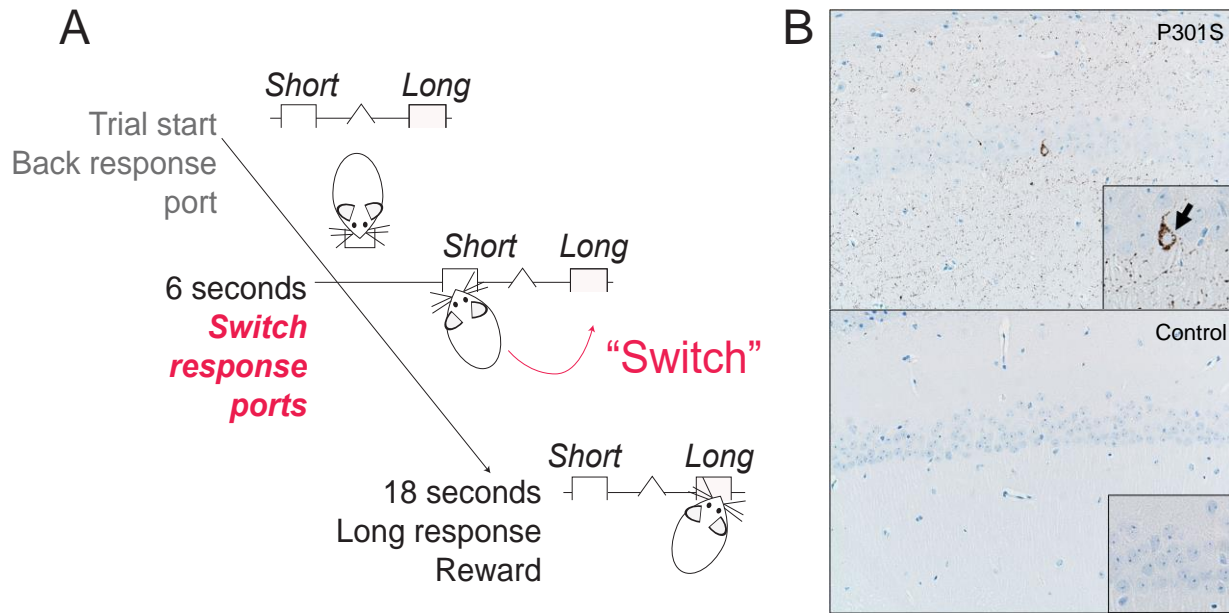 A
Short
Long
Trial start
Back response
port
Short
Long
6 seconds
Switch
response
ports
“Switch”
Short
Long
18 seconds
Long response
Reward
B
P301S
Control